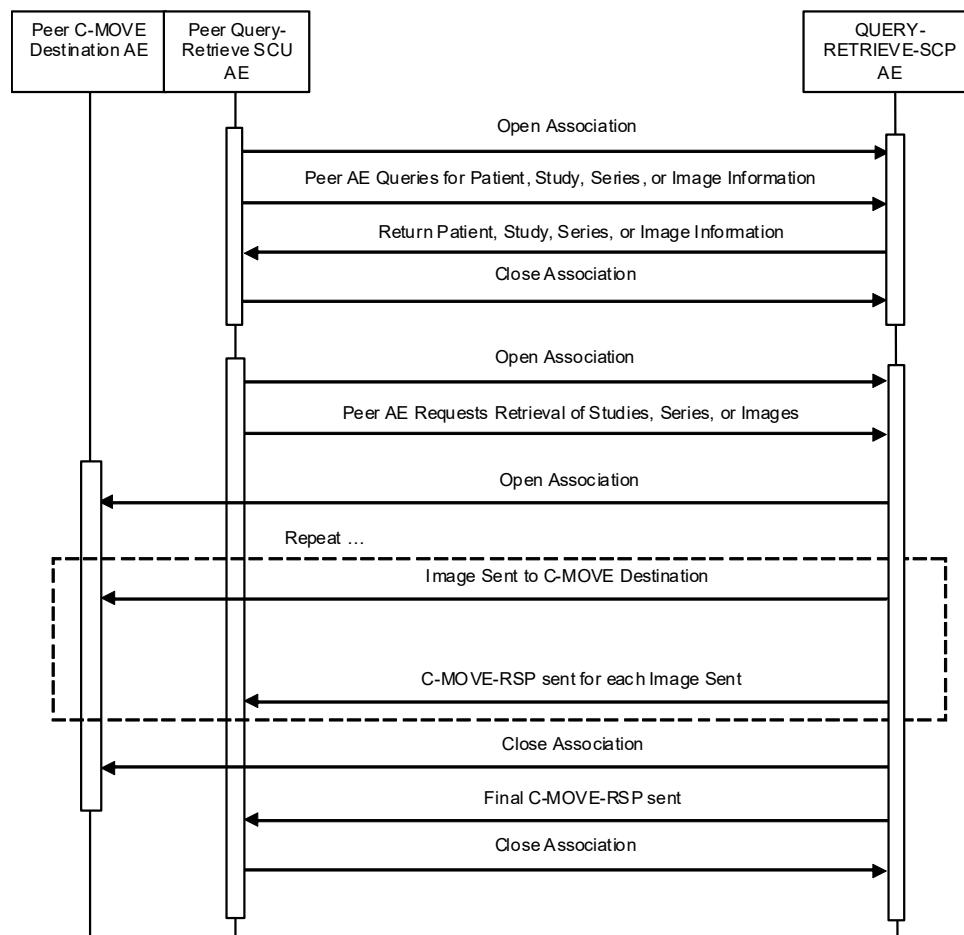 Peer C-MOVE
Destination AE
Peer Query-
Retrieve SCU
AE
QUERY-
RETRIEVE-SCP
AE
Open Association
Peer AE Queries for Patient, Study, Series, or Image Information
Return Patient, Study, Series, or Image Information
Close Association
Open Association
Peer AE Requests Retrieval of Studies, Series, or Images
Open Association
Repeat …
Image Sent to C-MOVE Destination
C-MOVE-RSP sent for each Image Sent
Close Association
Final C-MOVE-RSP sent
Close Association